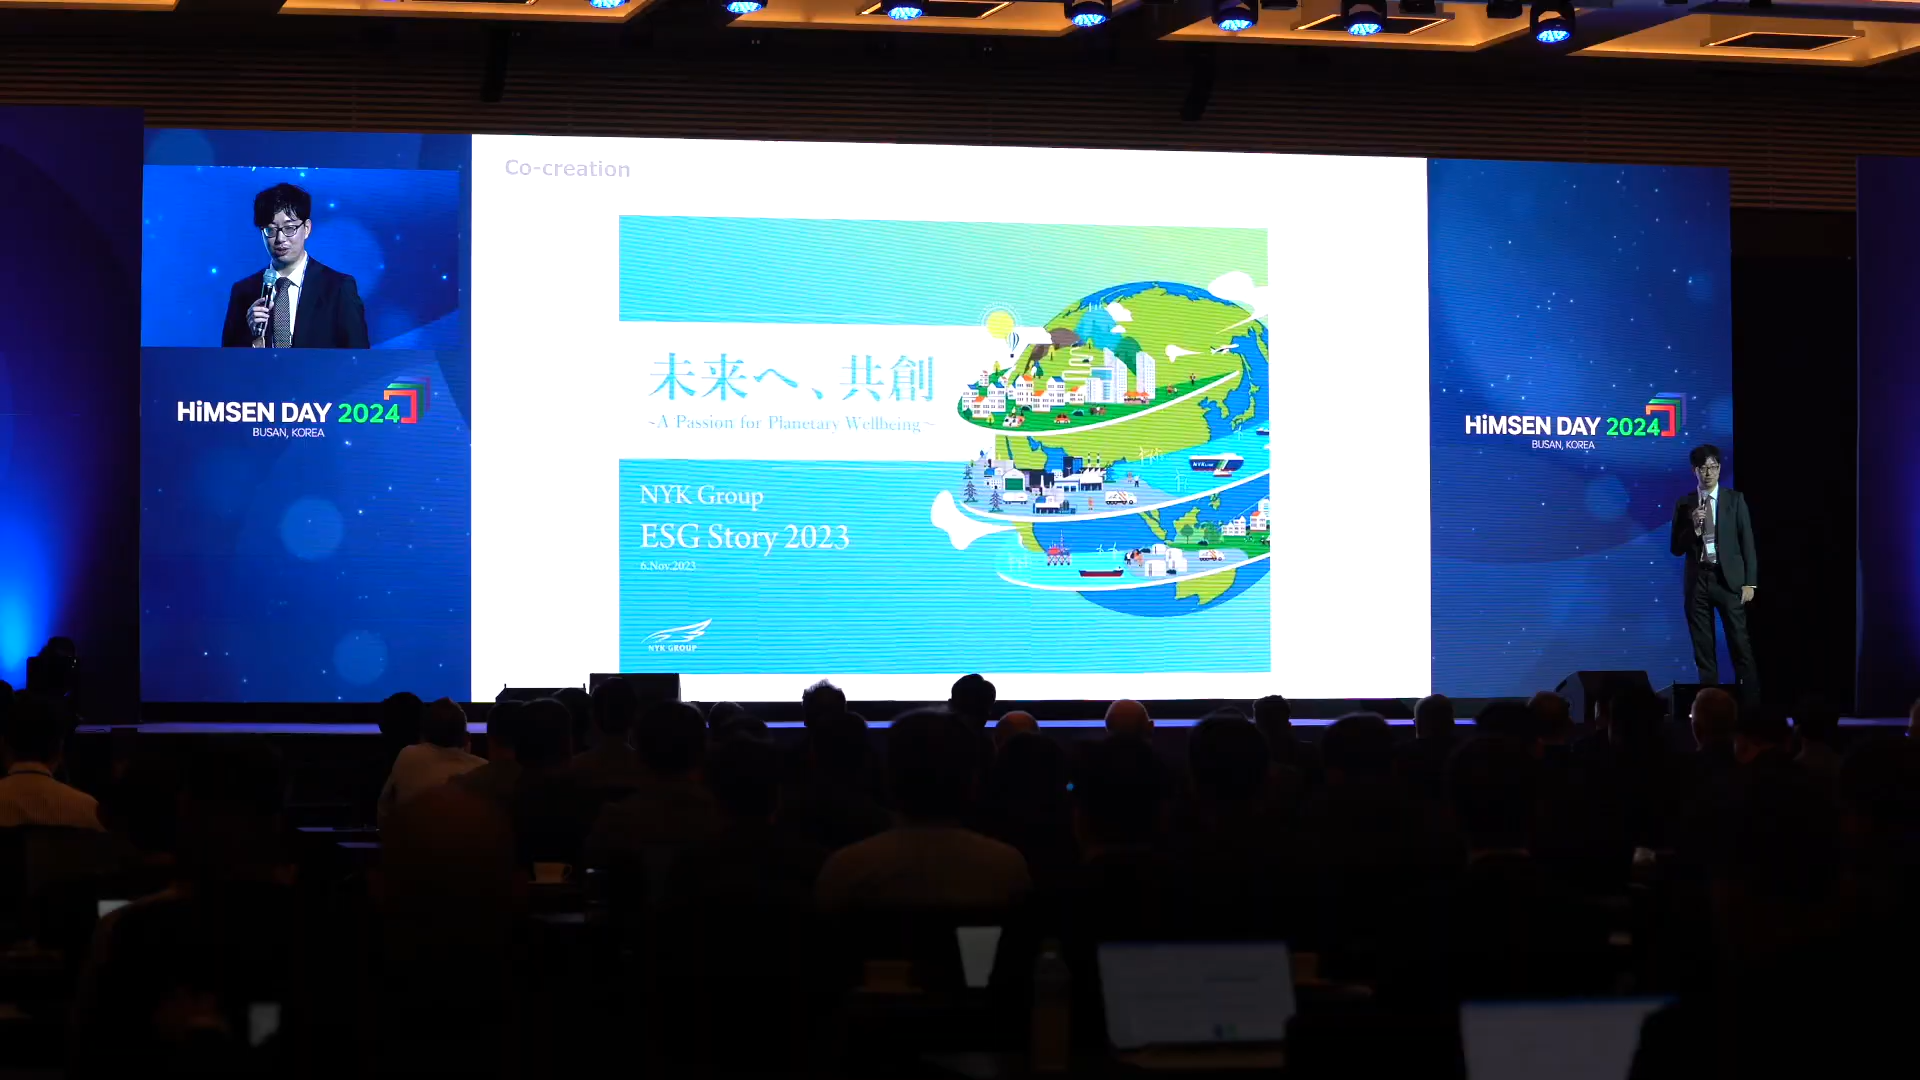 Co-creation
未来へ、共創
~A Passion for Planetary Wellbeing~
NYK Group
ESG Story 2023
6.Nov.2023
NYK GROUP
HiMSEN DAY 2024
BUSAN, KOREA
HiMSEN DAY 2024
BUSAN, KOREA